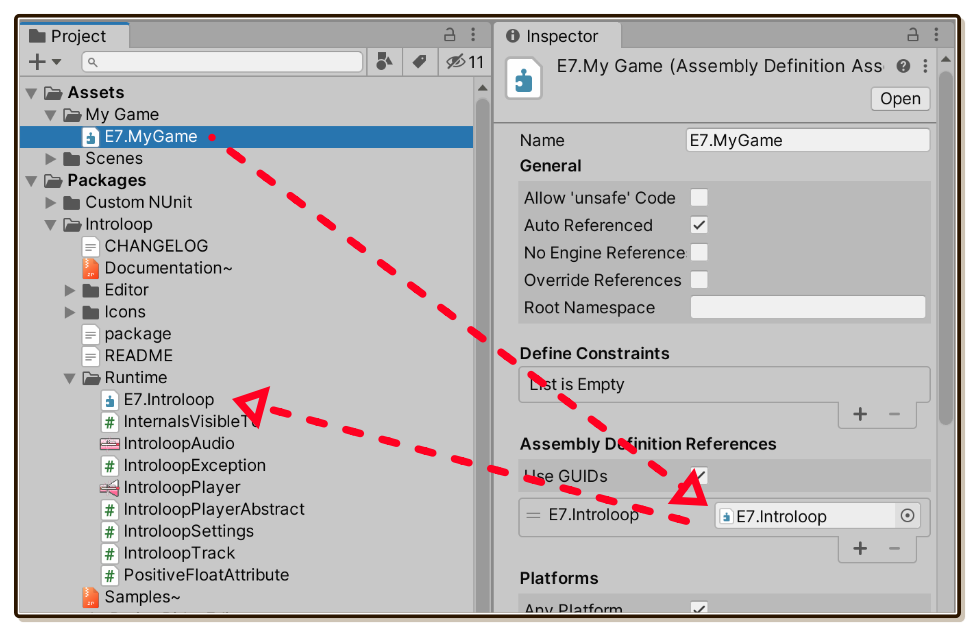 Project
11
Assets
My Game
E7.MyGame
Scenes
Packages
Custom NUnit
Introloop
CHANGELOG
Documentation~
Editor
Icons
package
README
Runtime
E7.Introloop
InternalsVisibleTo
IntroloopAudio
IntroloopException
IntroloopPlayer
IntroloopPlayerAbstract
IntroloopSettings
IntroloopTrack
PositiveFloatAttribute
Samples~
Inspector
E7.My Game (Assembly Definition Ass
Open
Name E7.MyGame
General
Allow 'unsafe' Code
Auto Referenced
No Engine Reference
Override References
Root Namespace
Define Constraints
List is Empty
Assembly Definition References
Use GUIDs
E7.Introloop E7.Introloop
Platforms
Any Platform